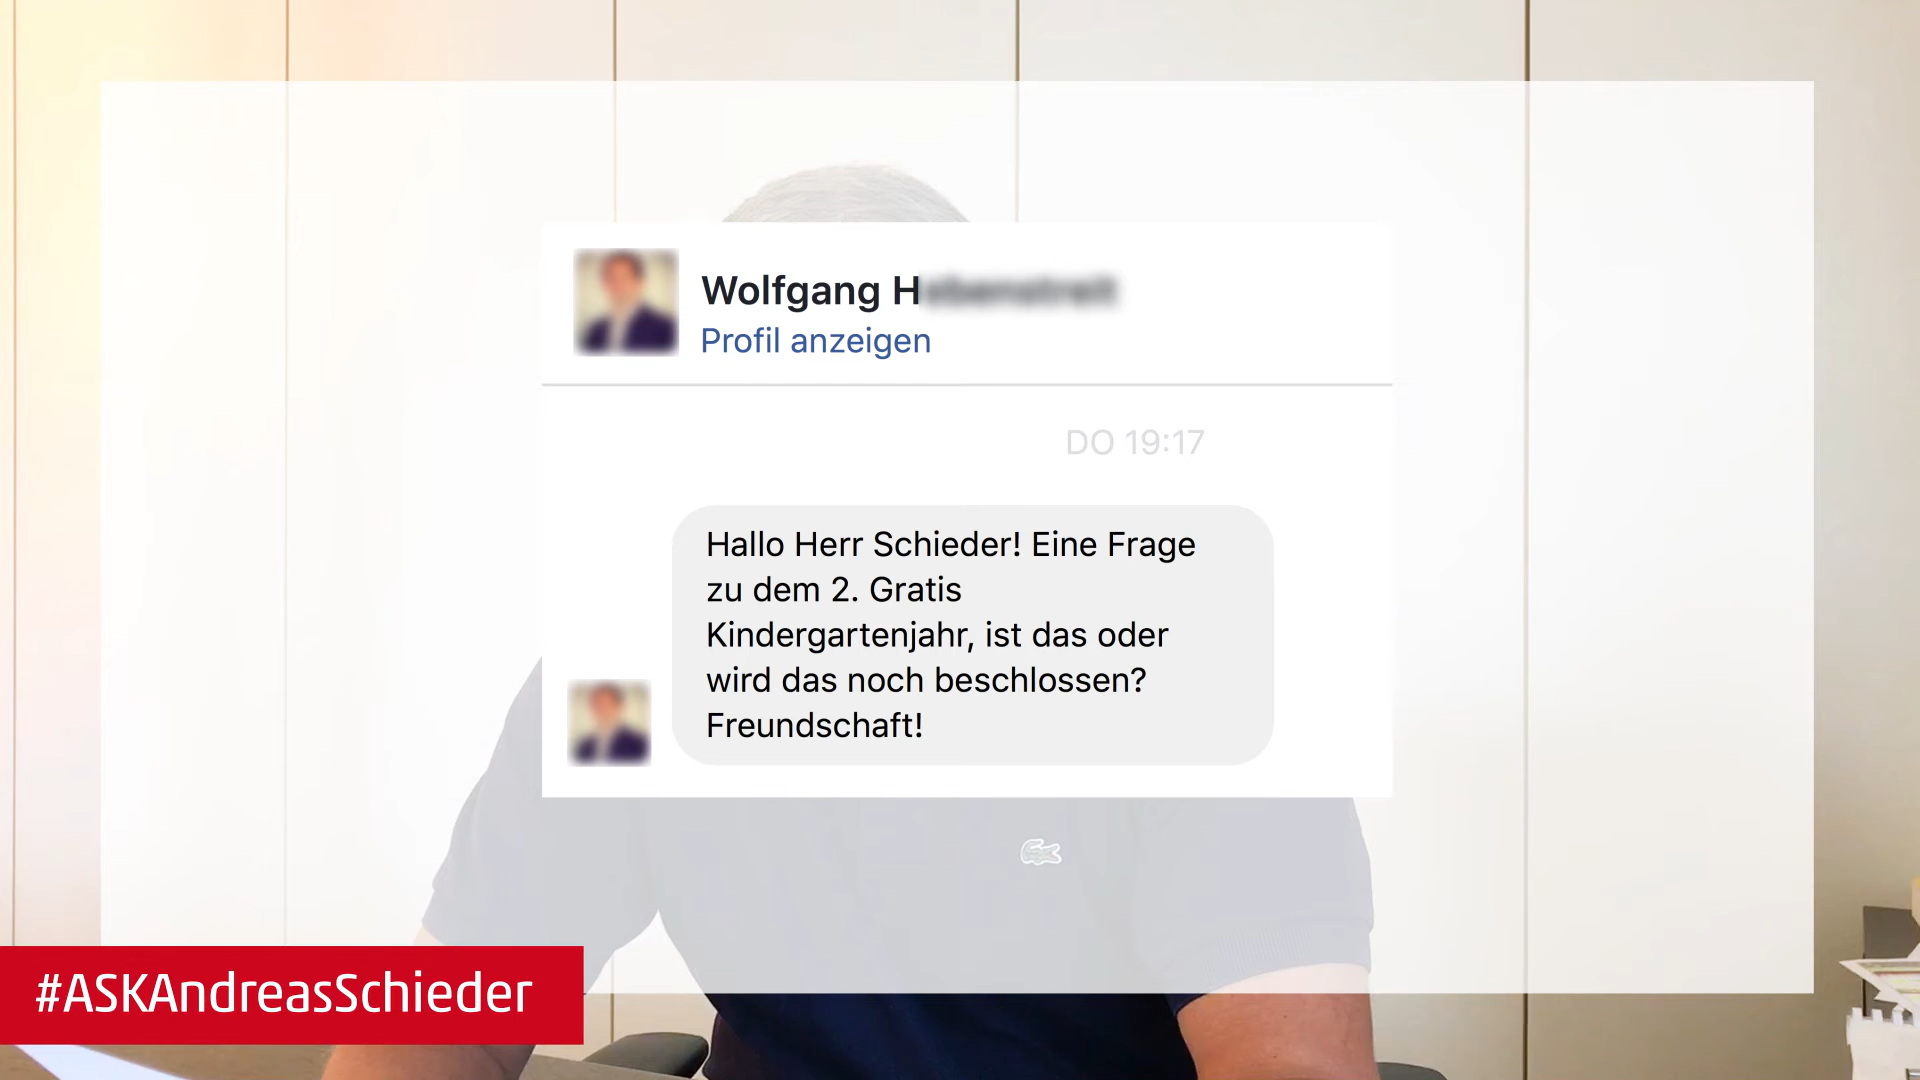 Wolfgang H
Profil anzeigen
DO 19:17
Hallo Herr Schieder! Eine Frage
zu dem 2. Gratis
Kindergartenjahr, ist das oder
wird das noch beschlossen?
Freundschaft!
#ASKAndreasSchieder